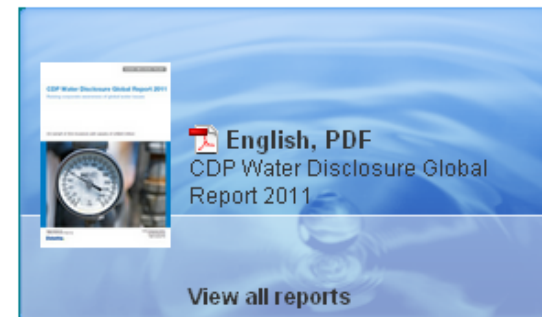 CDP Water Disclosure Global Report 2011
English, PDF
CDP Water Disclosure Global
Report 2011
View all reports